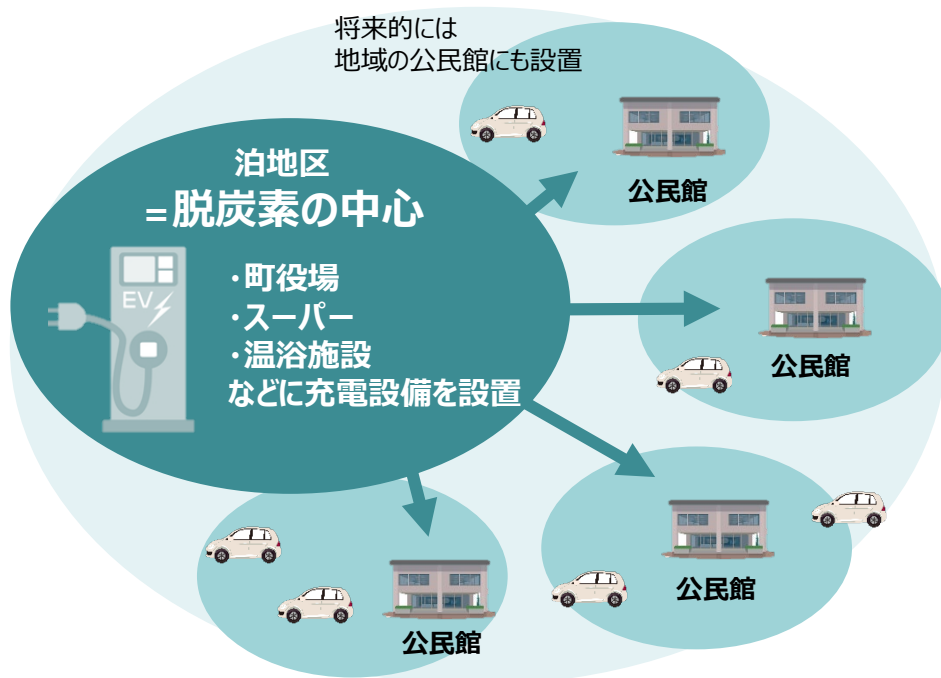 将来的には
地域の公民館にも設置
泊地区
=脱炭素の中心
・町役場
・スーパー
・温浴施設
などに充電設備を設置
EV
公民館
公民館
公民館
公民館